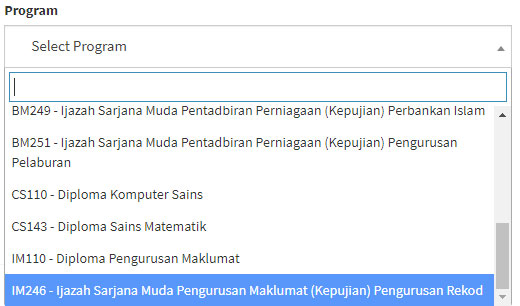 Program
Select Program
BM249 - Ijazah Sarjana Muda Pentadbiran Perniagaan (Kepujian) Perbankan Islam
BM251 - Ijazah Sarjana Muda Pentadbiran Perniagaan (Kepujian) Pengurusan
Pelaburan
CS110 - Diploma Komputer Sains
CS143 - Diploma Sains Matematik
IM110 - Diploma Pengurusan Maklumat
IM246 - Ijazah Sarjana Muda Pengurusan Maklumat (Kepujian) Pengurusan Rekod